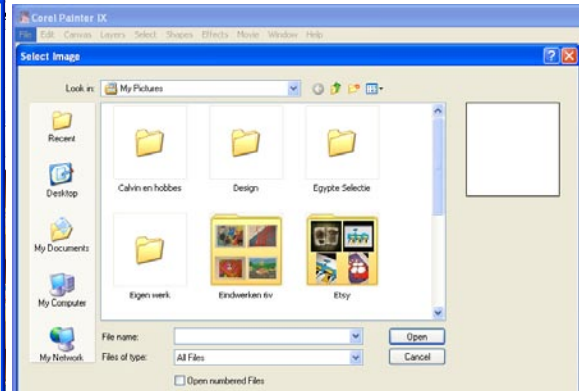 Corel Painter IX
File Edit Canvas Layers Select Shapes Effects Movie Window Help
Select Image
Look in: My Pictures
Recent
Desktop
My Documents
My Computer
My Network
Calvin en hobbes Design Egypte Selectie
Eigen werk Eindwerken 6v Etsy
File name: Open
Files of type: All Files Cancel
Open numbered Files